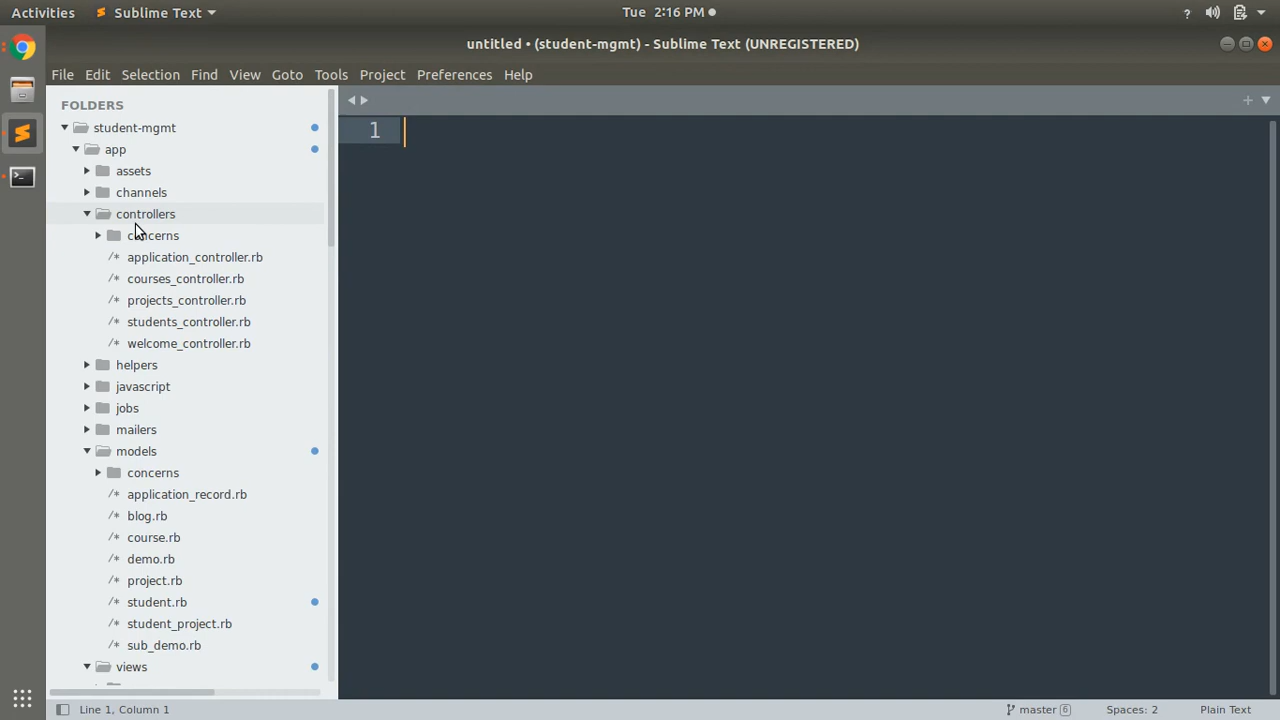 Activities Sublime Text Tue 2:16 PM ?
untitled • (student-mgmt) - Sublime Text (UNREGISTERED)
File Edit Selection Find View Goto Tools Project Preferences Help
FOLDERS
student-mgmt
app
assets
channels
controllers
concerns
/* application_controller.rb
/* courses_controller.rb
/* projects_controller.rb
/* students_controller.rb
/* welcome_controller.rb
helpers
javascript
jobs
mailers
models
concerns
/* application_record.rb
/* blog.rb
/* course.rb
/* demo.rb
/* project.rb
/* student.rb
/* student_project.rb
/* sub_demo.rb
views
1
Line 1, Column 1 master 6 Spaces: 2 Plain Text